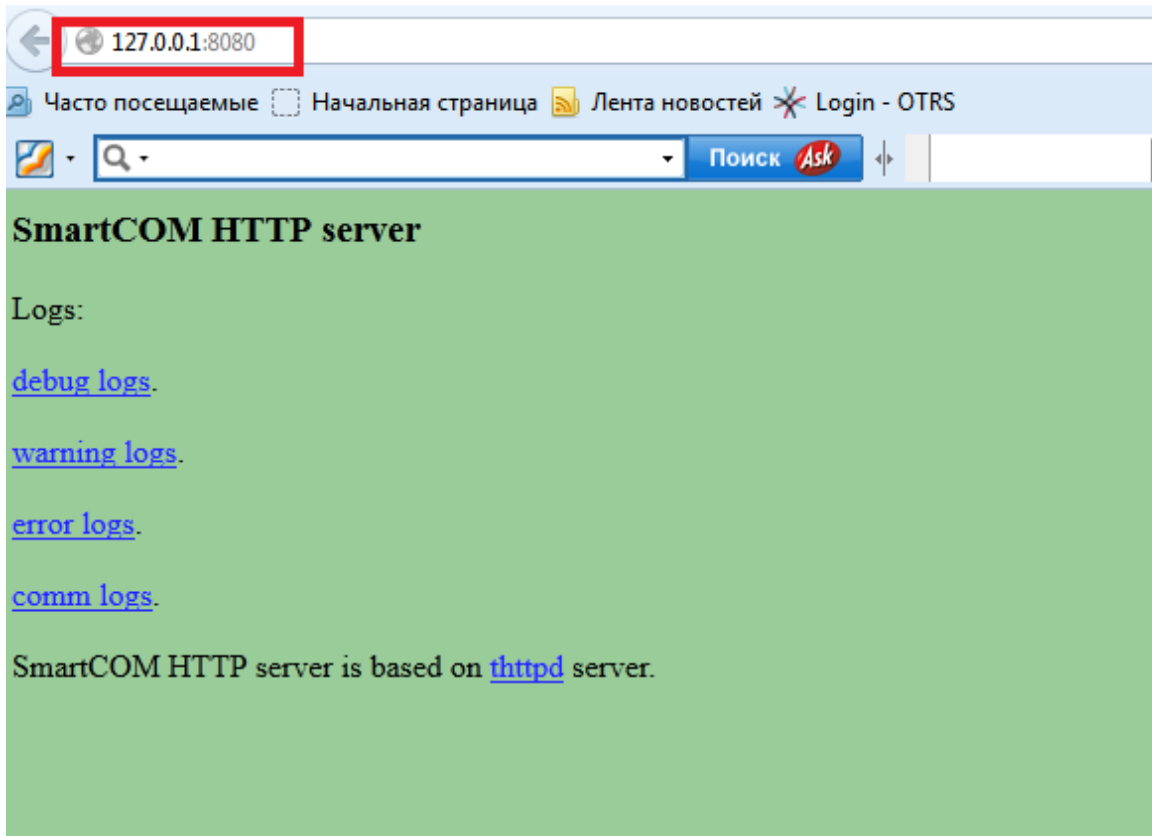 127.0.0.1:8080
Часто посещаемые Начальная страница Лента новостей Login - OTRS
Поиск Ask
SmartCOM HTTP server
Logs:
debug logs.
warning logs.
error logs.
comm logs.
SmartCOM HTTP server is based on thttpd server.